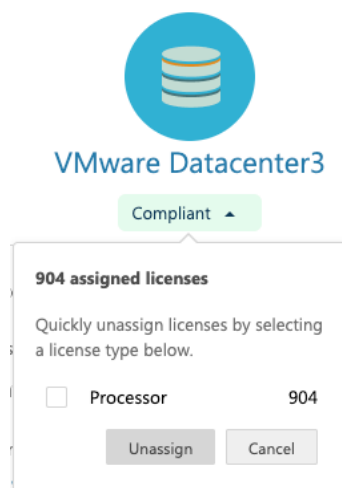 VMware Datacenter3
Compliant
904 assigned licenses
Quickly unassign licenses by selecting
a license type below.
Processor 904
Unassign Cancel